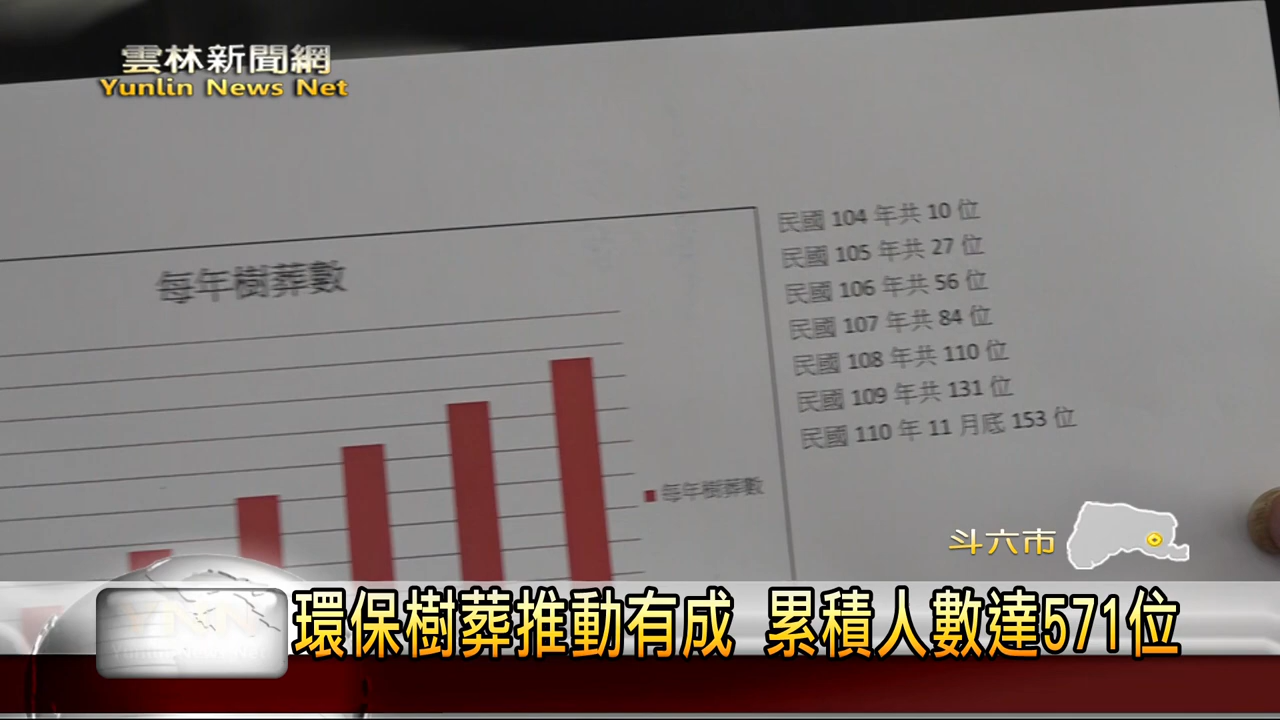 雲林新聞網
Yunlin News Net
每年樹葬數
民國 104 年共 10 位
民國 105 年共 27 位
民國 106 年共 56 位
民國 107 年共 84 位
民國 108 年共 110 位
民國 109 年共 131 位
民國 110 年 11 月底 153 位
每年樹葬數
斗六市
YNN
Yunlin News Net
環保樹葬推動有成 累積人數達571位